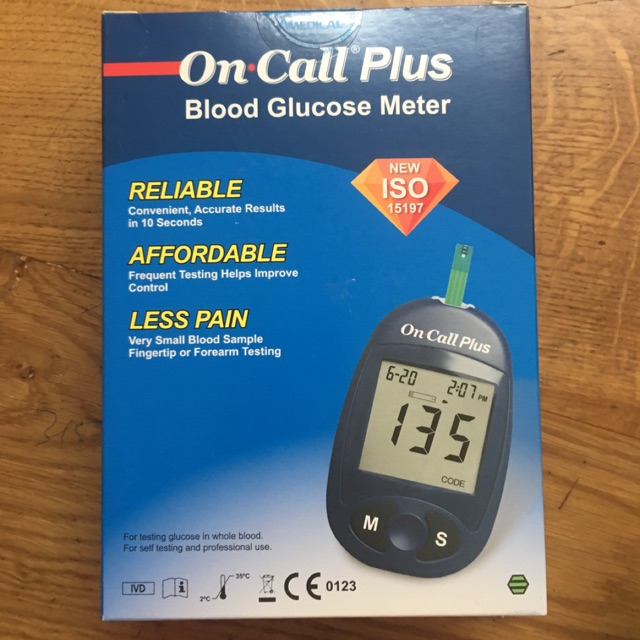 MEDICAL
On•Call® Plus
Blood Glucose Meter
NEW
ISO
15197
RELIABLE
Convenient, Accurate Results
in 10 Seconds
AFFORDABLE
Frequent Testing Helps Improve
Control
LESS PAIN
Very Small Blood Sample
Fingertip or Forearm Testing
On Call Plus
6-20 2:07 PM
135
CODE
M S
For testing glucose in whole blood.
For self testing and professional use.
IVD i 2°C 35°C CE 0123